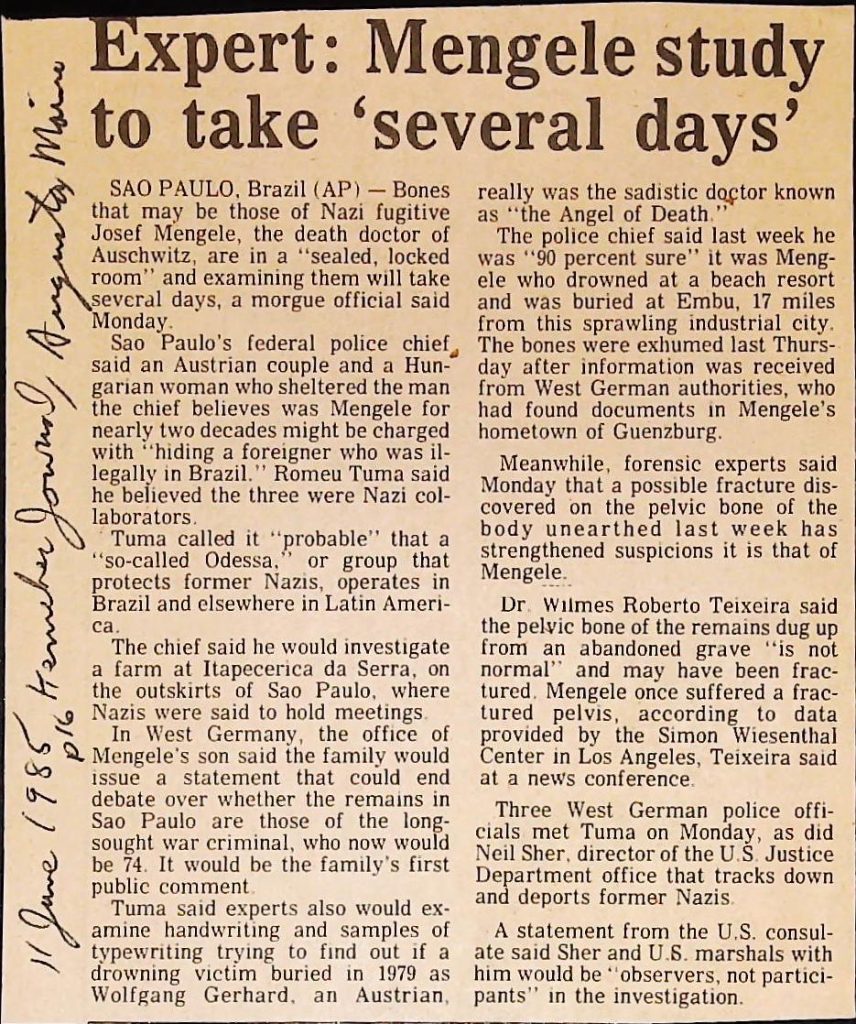 Expert: Mengele study
to take ‘several days’
SAO PAULO, Brazil (AP) — Bones
that may be those of Nazi fugitive
Josef Mengele, the death doctor of
Auschwitz, are in a “sealed, locked
room” and examining them will take
several days, a morgue official said
Monday.
Sao Paulo's federal police chief
said an Austrian couple and a Hun-
garian woman who sheltered the man
the chief believes was Mengele for
nearly two decades might be charged
with “hiding a foreigner who was il-
legally in Brazil.” Romeu Tuma said
he believed the three were Nazi col-
laborators.
Tuma called it “probable” that a
“so-called Odessa,” or group that
protects former Nazis, operates in
Brazil and elsewhere in Latin Ameri-
ca.
The chief said he would investigate
a farm at Itapecerica da Serra, on
the outskirts of Sao Paulo, where
Nazis were said to hold meetings.
In West Germany, the office of
Mengele's son said the family would
issue a statement that could end
debate over whether the remains in
Sao Paulo are those of the long-
sought war criminal, who now would
be 74. It would be the family's first
public comment.
Tuma said experts also would ex-
amine handwriting and samples of
typewriting trying to find out if a
drowning victim buried in 1979 as
Wolfgang Gerhard, an Austrian,
really was the sadistic doctor known
as “the Angel of Death.”
The police chief said last week he
was “90 percent sure” it was Meng-
ele who drowned at a beach resort
and was buried at Embu, 17 miles
from this sprawling industrial city.
The bones were exhumed last Thurs-
day after information was received
from West German authorities, who
had found documents in Mengele's
hometown of Guenzburg.
Meanwhile, forensic experts said
Monday that a possible fracture dis-
covered on the pelvic bone of the
body unearthed last week has
strengthened suspicions it is that of
Mengele.
Dr. Wilmes Roberto Teixeira said
the pelvic bone of the remains dug up
from an abandoned grave “is not
normal” and may have been frac-
tured. Mengele once suffered a frac-
tured pelvis, according to data
provided by the Simon Wiesenthal
Center in Los Angeles, Teixeira said
at a news conference.
Three West German police offi-
cials met Tuma on Monday, as did
Neil Sher, director of the U.S. Justice
Department office that tracks down
and deports former Nazis.
A statement from the U.S. consul-
ate said Sher and U.S. marshals with
him would be “observers, not partici-
pants” in the investigation.
11 June 1985 Kennebec Journal, Augusta, Maine
p16